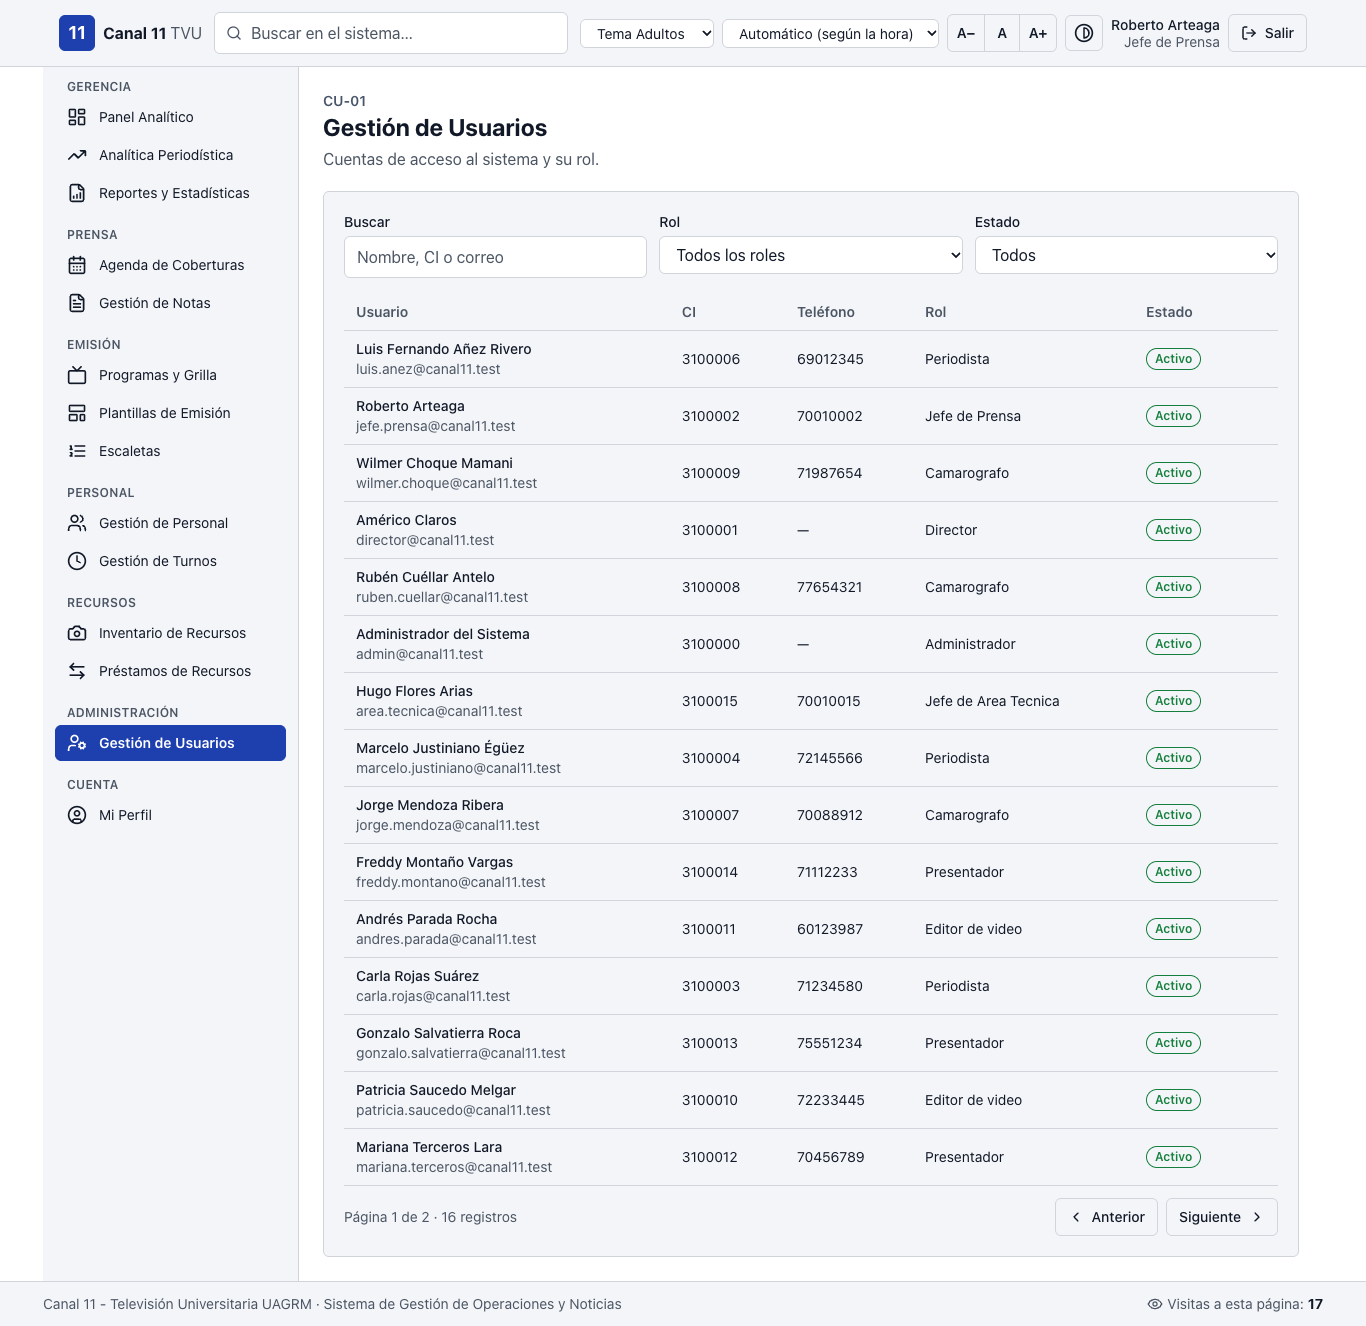 11 Canal 11 TVU Buscar en el sistema... Tema Adultos Automático (según la hora) A− A A+ Roberto Arteaga Salir
Jefe de Prensa
GERENCIA
Panel Analítico
Analítica Periodística
Reportes y Estadísticas
PRENSA
Agenda de Coberturas
Gestión de Notas
EMISIÓN
Programas y Grilla
Plantillas de Emisión
Escaletas
PERSONAL
Gestión de Personal
Gestión de Turnos
RECURSOS
Inventario de Recursos
Préstamos de Recursos
ADMINISTRACIÓN
Gestión de Usuarios
CUENTA
Mi Perfil
CU-01
Gestión de Usuarios
Cuentas de acceso al sistema y su rol.
Buscar Rol Estado
Nombre, CI o correo Todos los roles Todos
Usuario CI Teléfono Rol Estado
Luis Fernando Añez Rivero 3100006 69012345 Periodista Activo
luis.anez@canal11.test
Roberto Arteaga 3100002 70010002 Jefe de Prensa Activo
jefe.prensa@canal11.test
Wilmer Choque Mamani 3100009 71987654 Camarografo Activo
wilmer.choque@canal11.test
Américo Claros 3100001 — Director Activo
director@canal11.test
Rubén Cuéllar Antelo 3100008 77654321 Camarografo Activo
ruben.cuellar@canal11.test
Administrador del Sistema 3100000 — Administrador Activo
admin@canal11.test
Hugo Flores Arias 3100015 70010015 Jefe de Area Tecnica Activo
area.tecnica@canal11.test
Marcelo Justiniano Égüez 3100004 72145566 Periodista Activo
marcelo.justiniano@canal11.test
Jorge Mendoza Ribera 3100007 70088912 Camarografo Activo
jorge.mendoza@canal11.test
Freddy Montaño Vargas 3100014 71112233 Presentador Activo
freddy.montano@canal11.test
Andrés Parada Rocha 3100011 60123987 Editor de video Activo
andres.parada@canal11.test
Carla Rojas Suárez 3100003 71234580 Periodista Activo
carla.rojas@canal11.test
Gonzalo Salvatierra Roca 3100013 75551234 Presentador Activo
gonzalo.salvatierra@canal11.test
Patricia Saucedo Melgar 3100010 72233445 Editor de video Activo
patricia.saucedo@canal11.test
Mariana Terceros Lara 3100012 70456789 Presentador Activo
mariana.terceros@canal11.test
Página 1 de 2 · 16 registros Anterior Siguiente
Canal 11 - Televisión Universitaria UAGRM · Sistema de Gestión de Operaciones y Noticias Visitas a esta página: 17